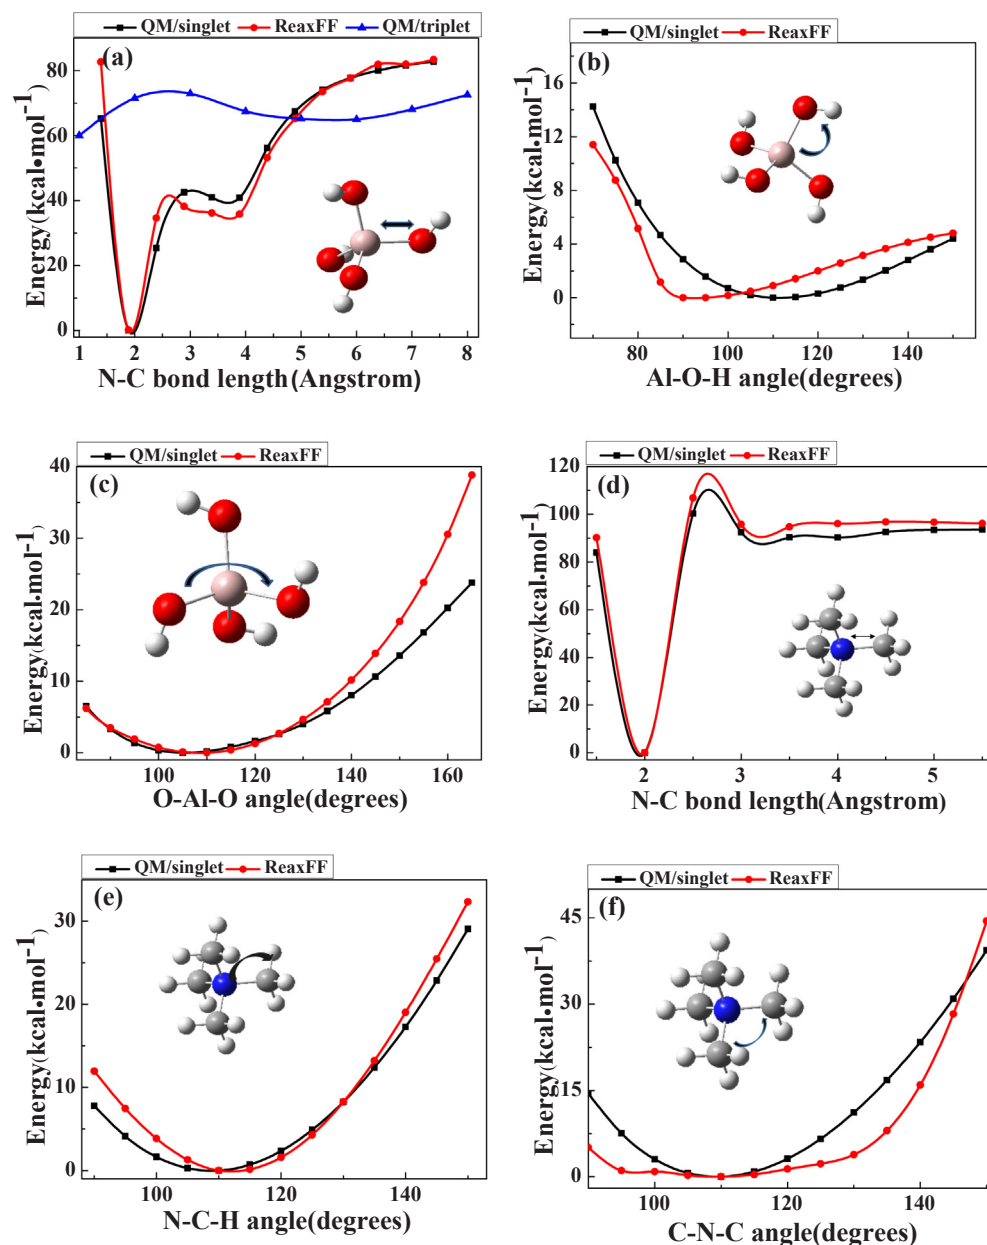 QM/singlet ReaxFF QM/triplet
(a)
80
60
40
20
0
1 2 3 4 5 6 7 8
Energy(kcal•mol-1)
N-C bond length(Angstrom)
QM/singlet ReaxFF
(b)
16
12
8
4
0
80 100 120 140
Energy(kcal•mol-1)
Al-O-H angle(degrees)
QM/singlet ReaxFF
(c)
40
30
20
10
0
100 120 140 160
Energy(kcal•mol-1)
O-Al-O angle(degrees)
QM/singlet ReaxFF
(d)
120
100
80
60
40
20
0
2 3 4 5
Energy(kcal•mol-1)
N-C bond length(Angstrom)
QM/singlet ReaxFF
(e)
30
20
10
0
100 120 140
Energy(kcal•mol-1)
N-C-H angle(degrees)
QM/singlet ReaxFF
(f)
45
30
15
0
100 120 140
Energy(kcal•mol-1)
C-N-C angle(degrees)